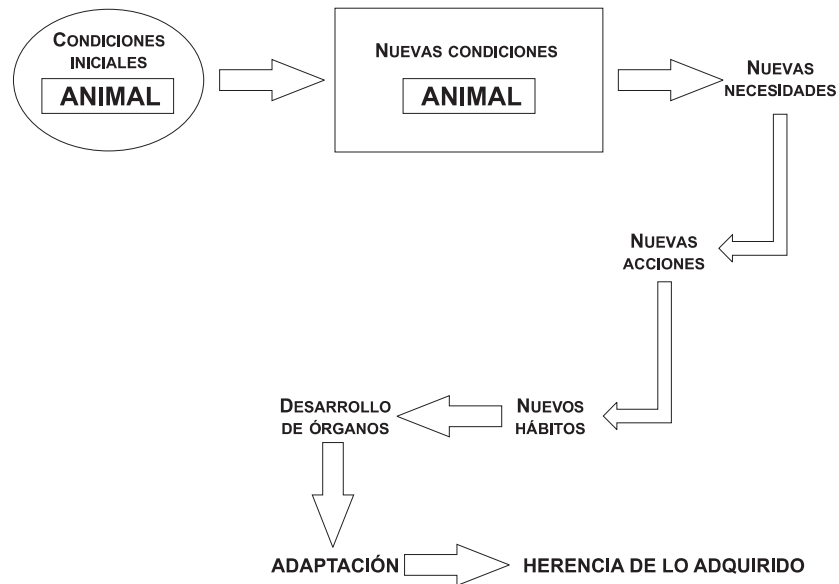 CONDICIONES
INICIALES
ANIMAL
NUEVAS CONDICIONES
ANIMAL
NUEVAS
NECESIDADES
NUEVAS
ACCIONES
NUEVOS
HÁBITOS
DESARROLLO
DE ÓRGANOS
ADAPTACIÓN
HERENCIA DE LO ADQUIRIDO